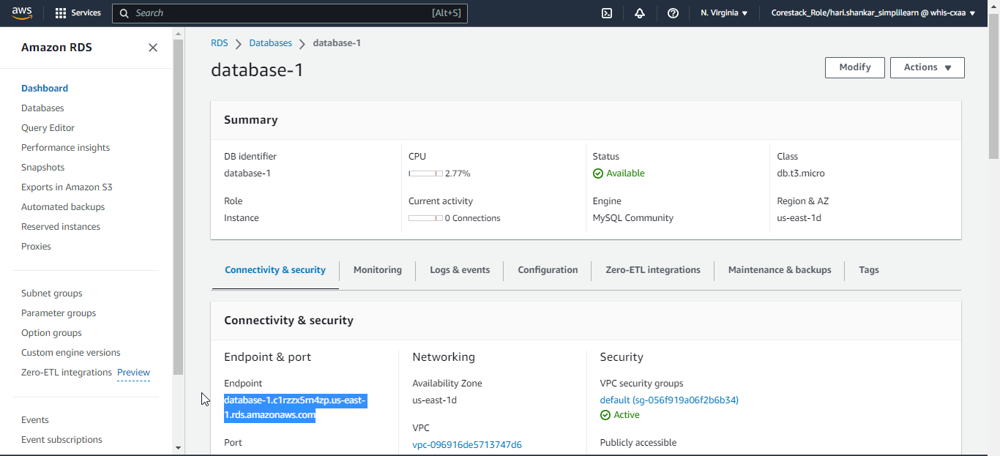 aws
Services
Search
[Alt+S]
N. Virginia
Corestack_Role/hari.shankar_simplilearn @ whis-cxaa
Amazon RDS
Dashboard
Databases
Query Editor
Performance insights
Snapshots
Exports in Amazon S3
Automated backups
Reserved instances
Proxies
Subnet groups
Parameter groups
Option groups
Custom engine versions
Zero-ETL integrations Preview
Events
Event subscriptions
RDS > Databases > database-1
database-1
Modify
Actions
Summary
DB identifier
database-1
CPU
2.77%
Status
Available
Class
db.t3.micro
Role
Instance
Current activity
0 Connections
Engine
MySQL Community
Region & AZ
us-east-1d
Connectivity & security
Monitoring
Logs & events
Configuration
Zero-ETL integrations
Maintenance & backups
Tags
Connectivity & security
Endpoint & port
Endpoint
database-1.c1rzzx5rn4zp.us-east-
1.rds.amazonaws.com
Port
Networking
Availability Zone
us-east-1d
VPC
vpc-096916de5713747d6
Security
VPC security groups
default (sg-056f919a06f2b6b34)
Active
Publicly accessible